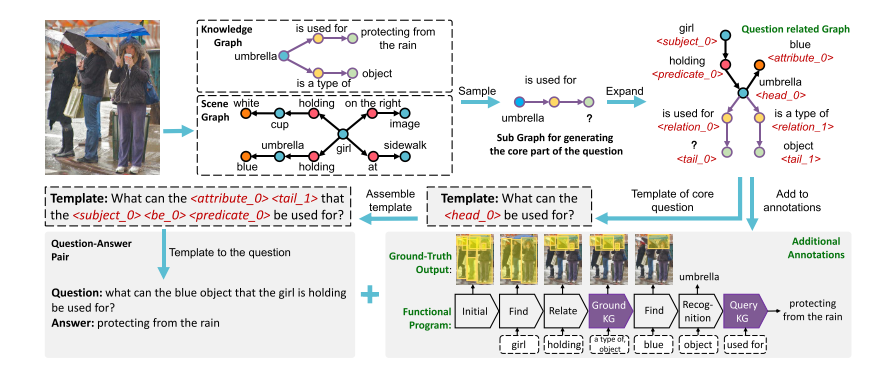 Knowledge
Graph
is used for
protecting from
the rain
umbrella
object
is a type of
Scene
Graph
white
holding
on the right
cup
image
girl
umbrella
sidewalk
blue
holding
at
Sample
is used for
umbrella
?
Sub Graph for generating
the core part of the question
Expand
girl
<subject_0>
Question related Graph
blue
<attribute_0>
holding
<predicate_0>
umbrella
<head_0>
is used for
<relation_0>
is a type of
<relation_1>
?
<tail_0>
object
<tail_1>
Template: What can the <attribute_0> <tail_1> that
the <subject_0> <be_0> <predicate_0> be used for?
Assemble
template
Template: What can the
<head_0> be used for?
Template of core
question
Add to
annotations
Question-Answer
Pair
Template to the question
Question: what can the blue object that the girl is holding
be used for?
Answer: protecting from the rain
Ground-Truth
Output:
Additional
Annotations
umbrella
Functional
Program:
Initial
Find
Relate
Ground
KG
Find
Recog-
nition
Query
KG
protecting
from the rain
girl
holding
a type of,
object
blue
object
used for